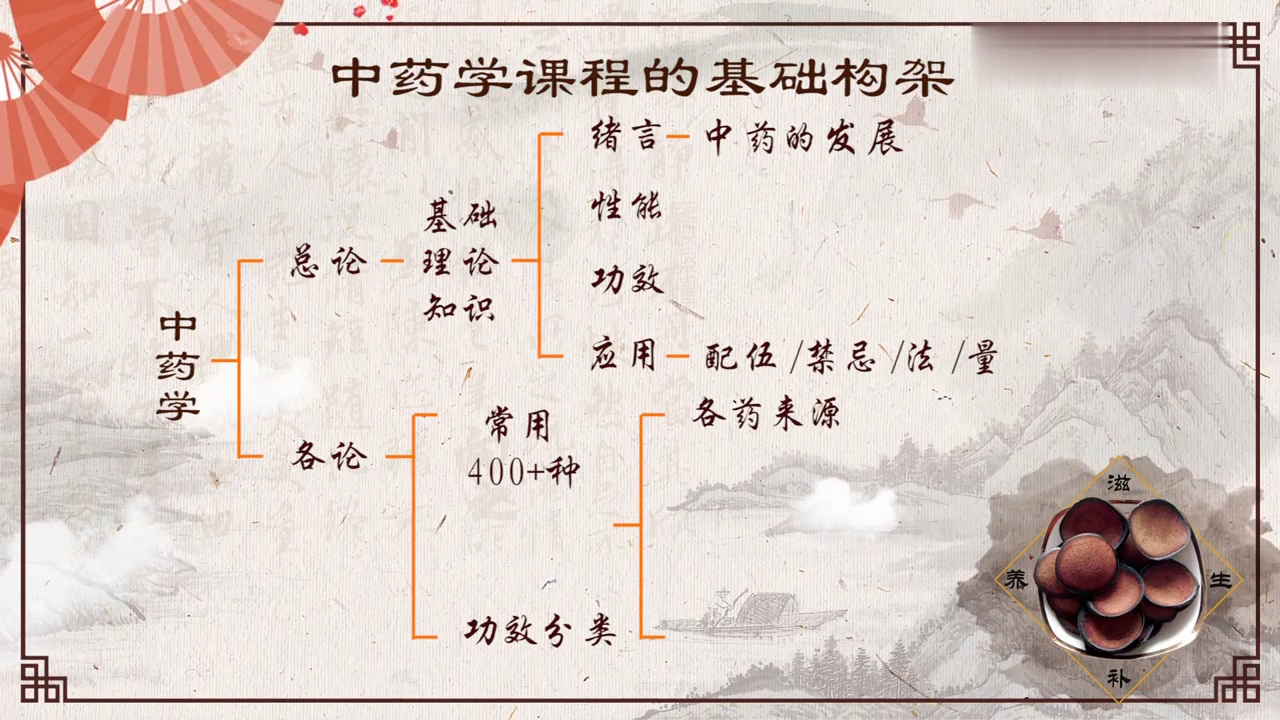 中药学课程的基础构架
绪言 中药的发展
性能
基础
理论
知识
总论
功效
中药学
应用 配伍/禁忌/法/量
各药来源
常用
400+种
各论
功效分类
滋
养 生
补